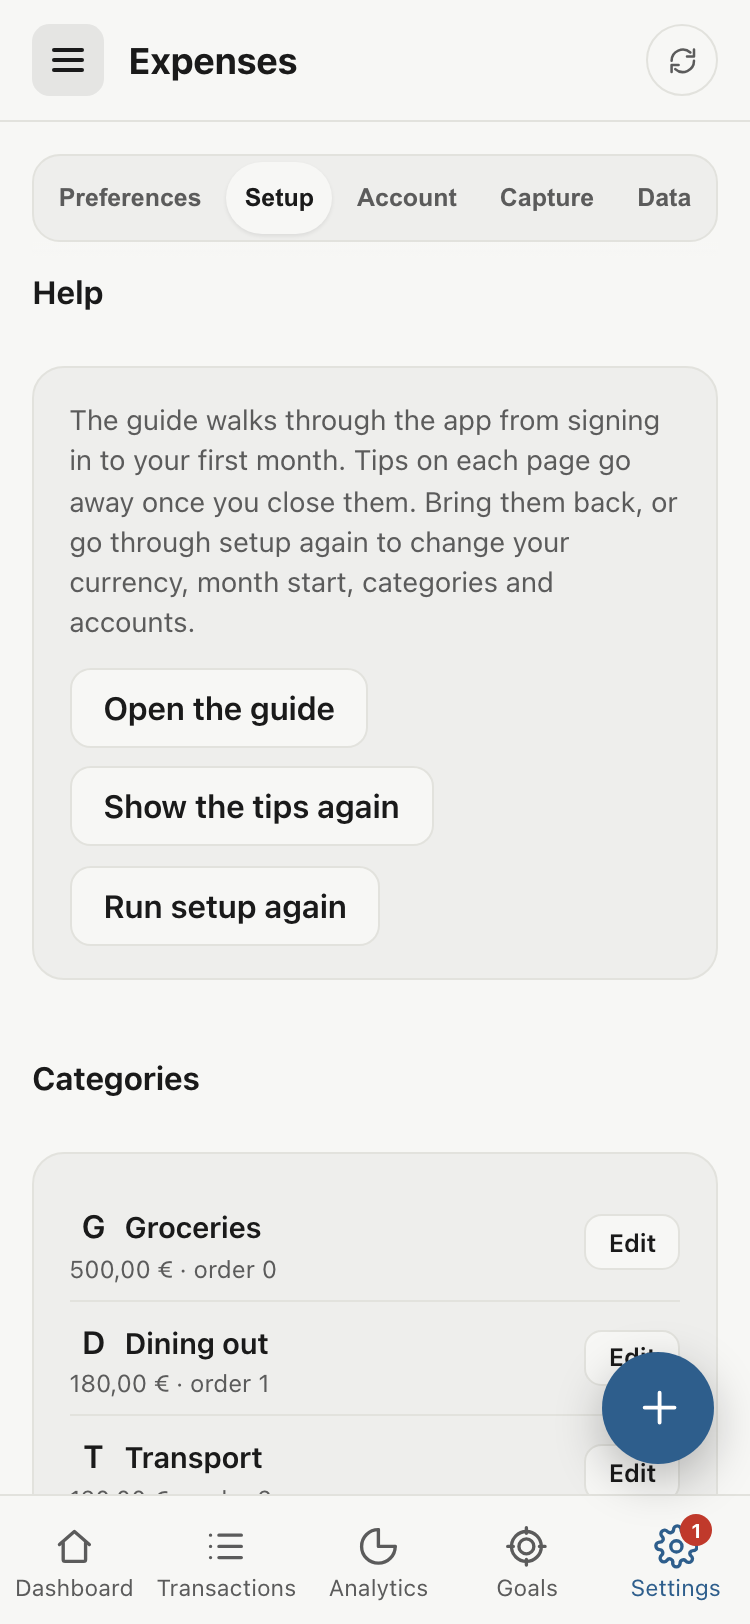 Expenses
Preferences Setup Account Capture Data
Help
The guide walks through the app from signing
in to your first month. Tips on each page go
away once you close them. Bring them back, or
go through setup again to change your
currency, month start, categories and
accounts.
Open the guide
Show the tips again
Run setup again
Categories
G Groceries
500,00 € · order 0
Edit
D Dining out
180,00 € · order 1
Edit
T Transport
Edit
Dashboard Transactions Analytics Goals Settings
1